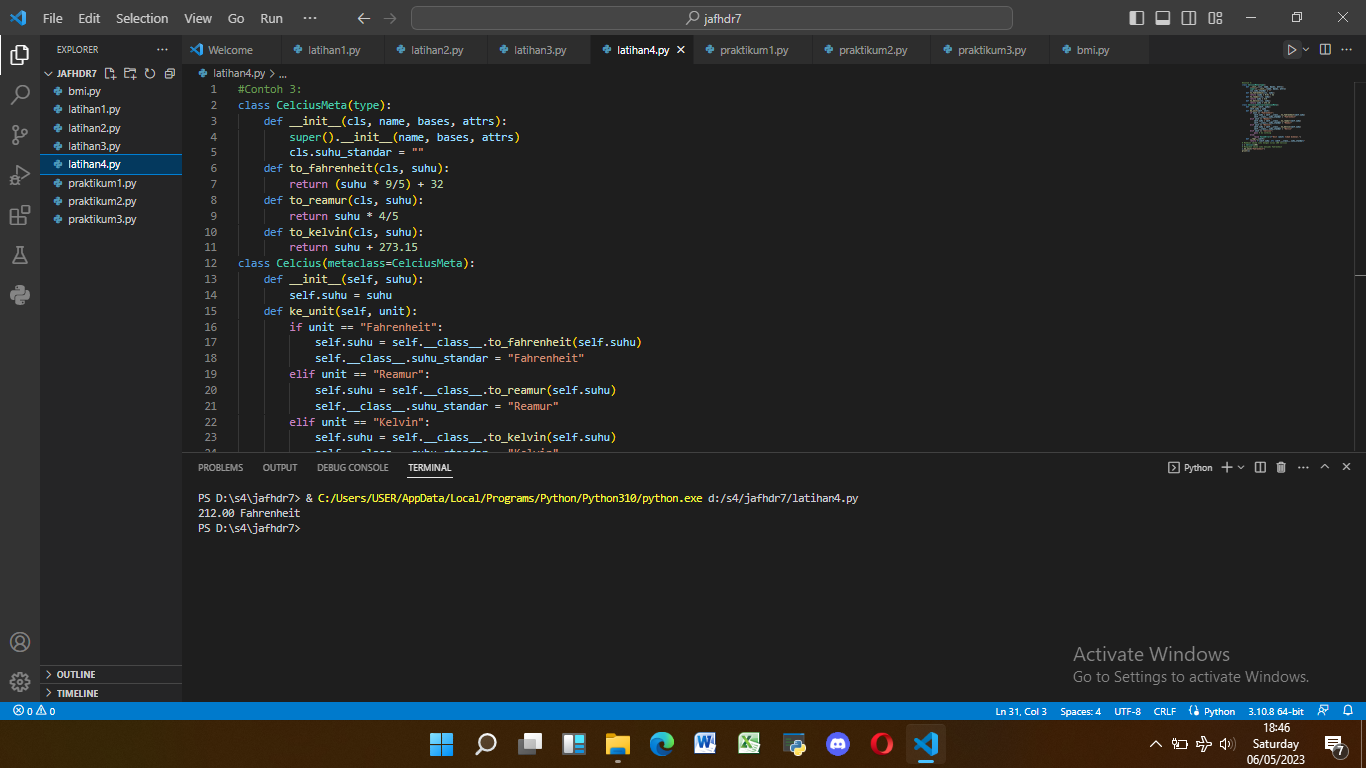 File Edit Selection View Go Run ··· jafhdr7
EXPLORER
JAFHDR7
bmi.py
latihan1.py
latihan2.py
latihan3.py
latihan4.py
praktikum1.py
praktikum2.py
praktikum3.py
OUTLINE
TIMELINE
Welcome latihan1.py latihan2.py latihan3.py latihan4.py praktikum1.py praktikum2.py praktikum3.py bmi.py
latihan4.py > ...
1 #Contoh 3:
2 class CelciusMeta(type):
3 def __init__(cls, name, bases, attrs):
4 super().__init__(name, bases, attrs)
5 cls.suhu_standar = ""
6 def to_fahrenheit(cls, suhu):
7 return (suhu * 9/5) + 32
8 def to_reamur(cls, suhu):
9 return suhu * 4/5
10 def to_kelvin(cls, suhu):
11 return suhu + 273.15
12 class Celcius(metaclass=CelciusMeta):
13 def __init__(self, suhu):
14 self.suhu = suhu
15 def ke_unit(self, unit):
16 if unit == "Fahrenheit":
17 self.suhu = self.__class__.to_fahrenheit(self.suhu)
18 self.__class__.suhu_standar = "Fahrenheit"
19 elif unit == "Reamur":
20 self.suhu = self.__class__.to_reamur(self.suhu)
21 self.__class__.suhu_standar = "Reamur"
22 elif unit == "Kelvin":
23 self.suhu = self.__class__.to_kelvin(self.suhu)
PROBLEMS OUTPUT DEBUG CONSOLE TERMINAL Python
PS D:\s4\jafhdr7> & C:/Users/USER/AppData/Local/Programs/Python/Python310/python.exe d:/s4/jafhdr7/latihan4.py
212.00 Fahrenheit
PS D:\s4\jafhdr7>
Activate Windows
Go to Settings to activate Windows.
0 0 Ln 31, Col 3 Spaces: 4 UTF-8 CRLF Python 3.10.8 64-bit
18:46
Saturday
06/05/2023
7